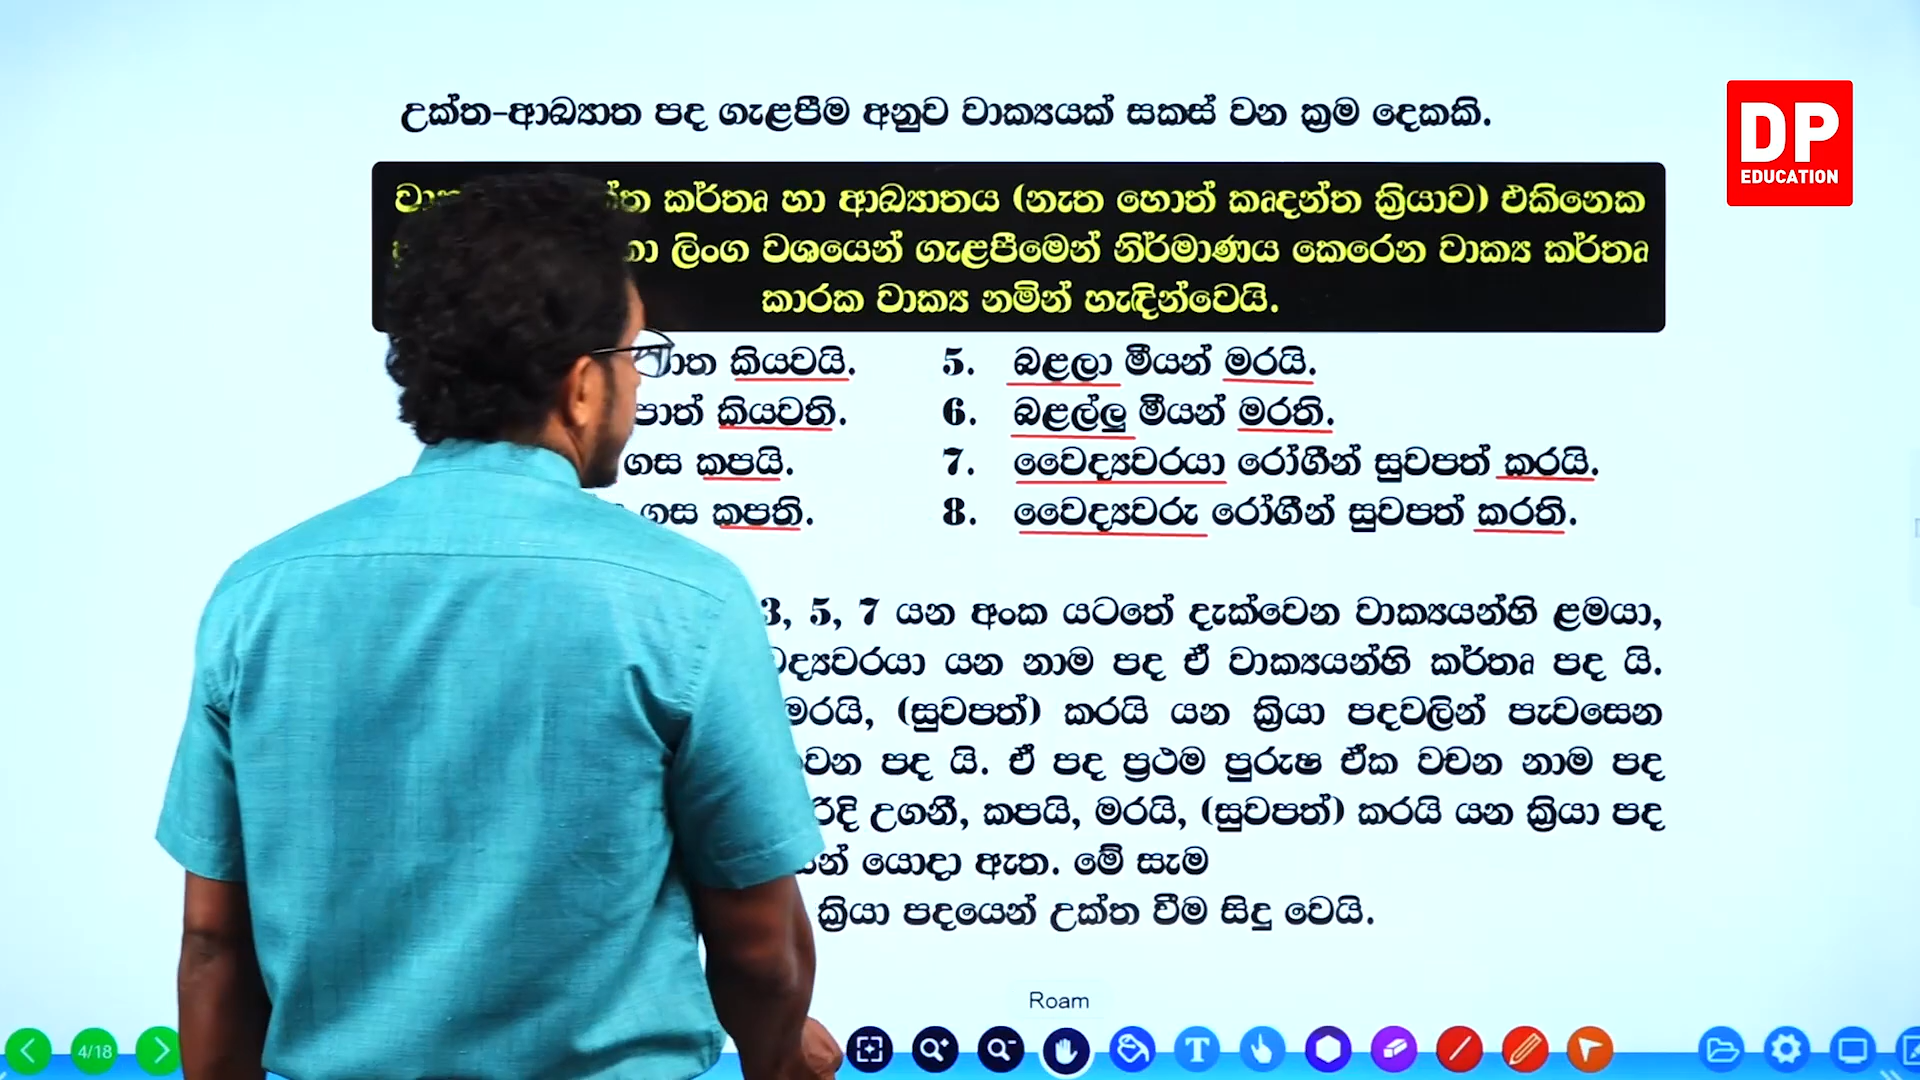 උක්ත-ආඛ්‍යාත පද ගැළපීම අනුව වාක්‍යයක් සකස් වන ක්‍රම දෙකකි.
DP
EDUCATION
කර්තෘ හා ආඛ්‍යාතය (නැත හොත් කෘදන්ත ක්‍රියාව) එකිනෙක
ලිංග වශයෙන් ගැළපීමෙන් නිර්මාණය කෙරෙන වාක්‍ය කර්තෘ
කාරක වාක්‍ය නමින් හැඳින්වෙයි.
කියවයි.
කියවති.
ගස කපයි.
ගස කපති.
5. බළලා මීයන් මරයි.
6. බළල්ලු මීයන් මරති.
7. වෛද්‍යවරයා රෝගීන් සුවපත් කරයි.
8. වෛද්‍යවරු රෝගීන් සුවපත් කරති.
3, 5, 7 යන අංක යටතේ දැක්වෙන වාක්‍යයන්හි ළමයා,
යන නාම පද ඒ වාක්‍යයන්හි කර්තෘ පද යි.
මරයි, (සුවපත්) කරයි යන ක්‍රියා පදවලින් පැවසෙන
පද යි. ඒ පද ප්‍රථම පුරුෂ ඒක වචන නාම පද
උගනී, කපයි, මරයි, (සුවපත්) කරයි යන ක්‍රියා පද
යොදා ඇත. මේ සැම
ක්‍රියා පදයෙන් උක්ත වීම සිදු වෙයි.
Roam
4/18